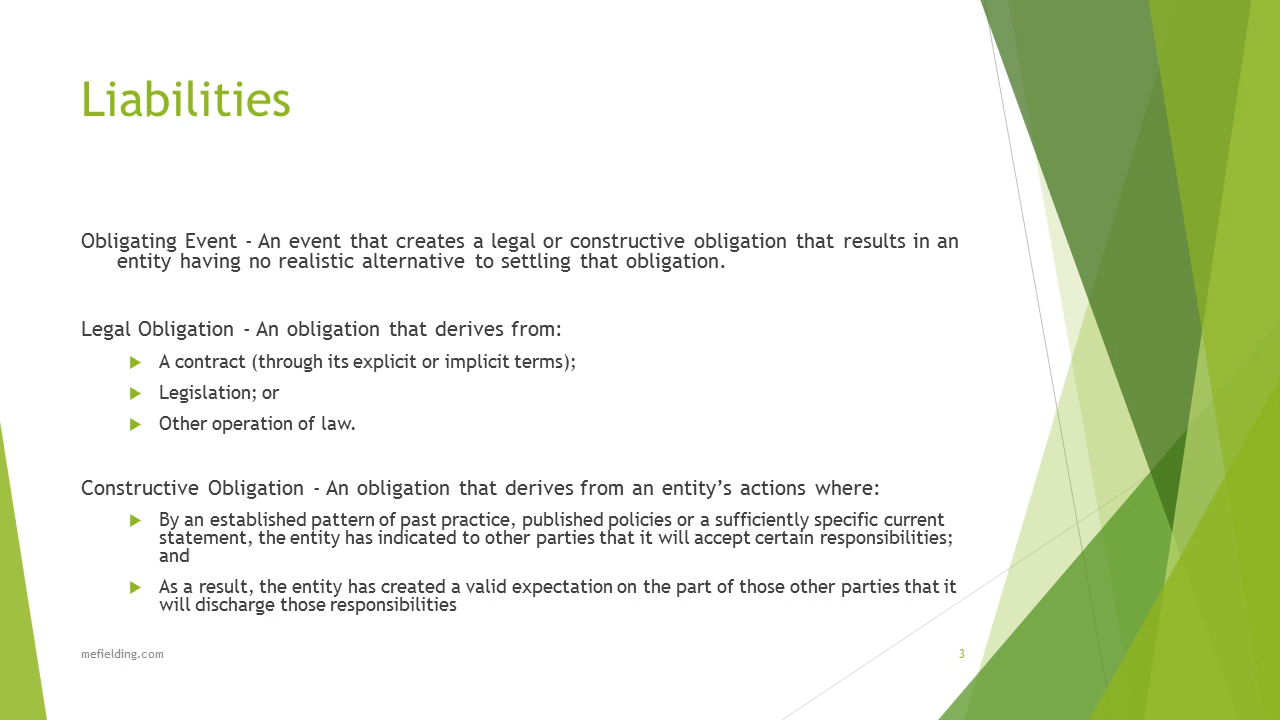 Liabilities
Obligating Event - An event that creates a legal or constructive obligation that results in an
entity having no realistic alternative to settling that obligation.
Legal Obligation - An obligation that derives from:
A contract (through its explicit or implicit terms);
Legislation; or
Other operation of law.
Constructive Obligation - An obligation that derives from an entity’s actions where:
By an established pattern of past practice, published policies or a sufficiently specific current
statement, the entity has indicated to other parties that it will accept certain responsibilities;
and
As a result, the entity has created a valid expectation on the part of those other parties that it
will discharge those responsibilities
mefielding.com
3